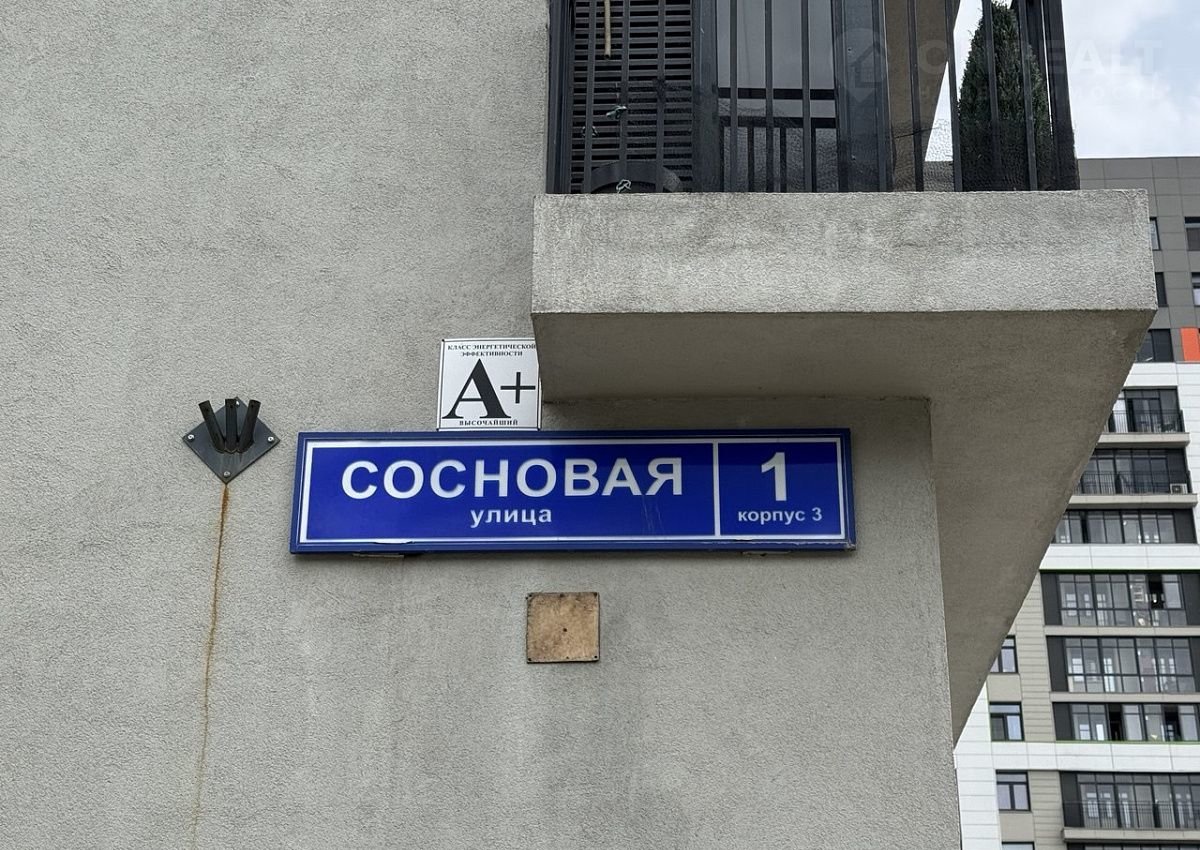 КЛАСС ЭНЕРГЕТИЧЕСКОЙ
ЭФФЕКТИВНОСТИ
A+
ВЫСОЧАЙШИЙ
СОСНОВАЯ
улица
1
корпус 3